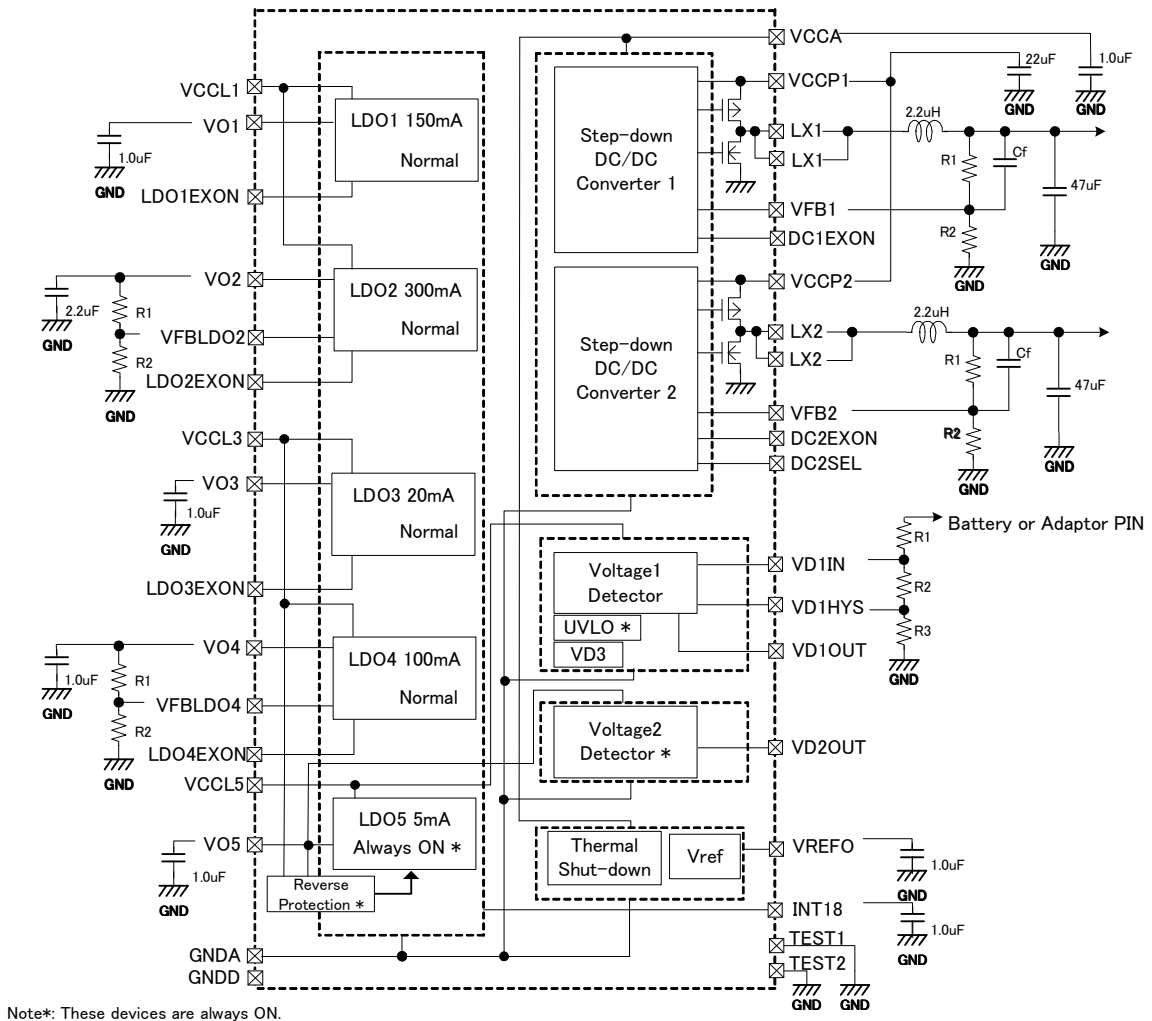 VCCL1
VO1
1.0uF
GND
LDO1EXON
LDO1 150mA
Normal
VO2
2.2uF
GND
R1
VFBLDO2
R2
LDO2EXON
GND
LDO2 300mA
Normal
VCCL3
VO3
1.0uF
GND
LDO3EXON
LDO3 20mA
Normal
VO4
1.0uF
GND
R1
VFBLDO4
R2
LDO4EXON
GND
LDO4 100mA
Normal
VCCL5
VO5
1.0uF
GND
LDO5 5mA
Always ON *
Reverse
Protection *
GNDA
GNDD
Step-down
DC/DC
Converter 1
Step-down
DC/DC
Converter 2
Voltage1
Detector
UVLO *
VD3
Voltage2
Detector *
Thermal
Shut-down
Vref
VCCA
VCCP1
22uF
GND
1.0uF
GND
LX1
LX1
2.2uH
R1
Cf
47uF
GND
VFB1
R2
GND
DC1EXON
VCCP2
LX2
LX2
2.2uH
R1
Cf
47uF
GND
VFB2
R2
GND
DC2EXON
DC2SEL
Battery or Adaptor PIN
R1
VD1IN
R2
VD1HYS
R3
GND
VD1OUT
VD2OUT
VREFO
1.0uF
GND
INT18
1.0uF
GND
TEST1
TEST2
GND
GND
Note*: These devices are always ON.